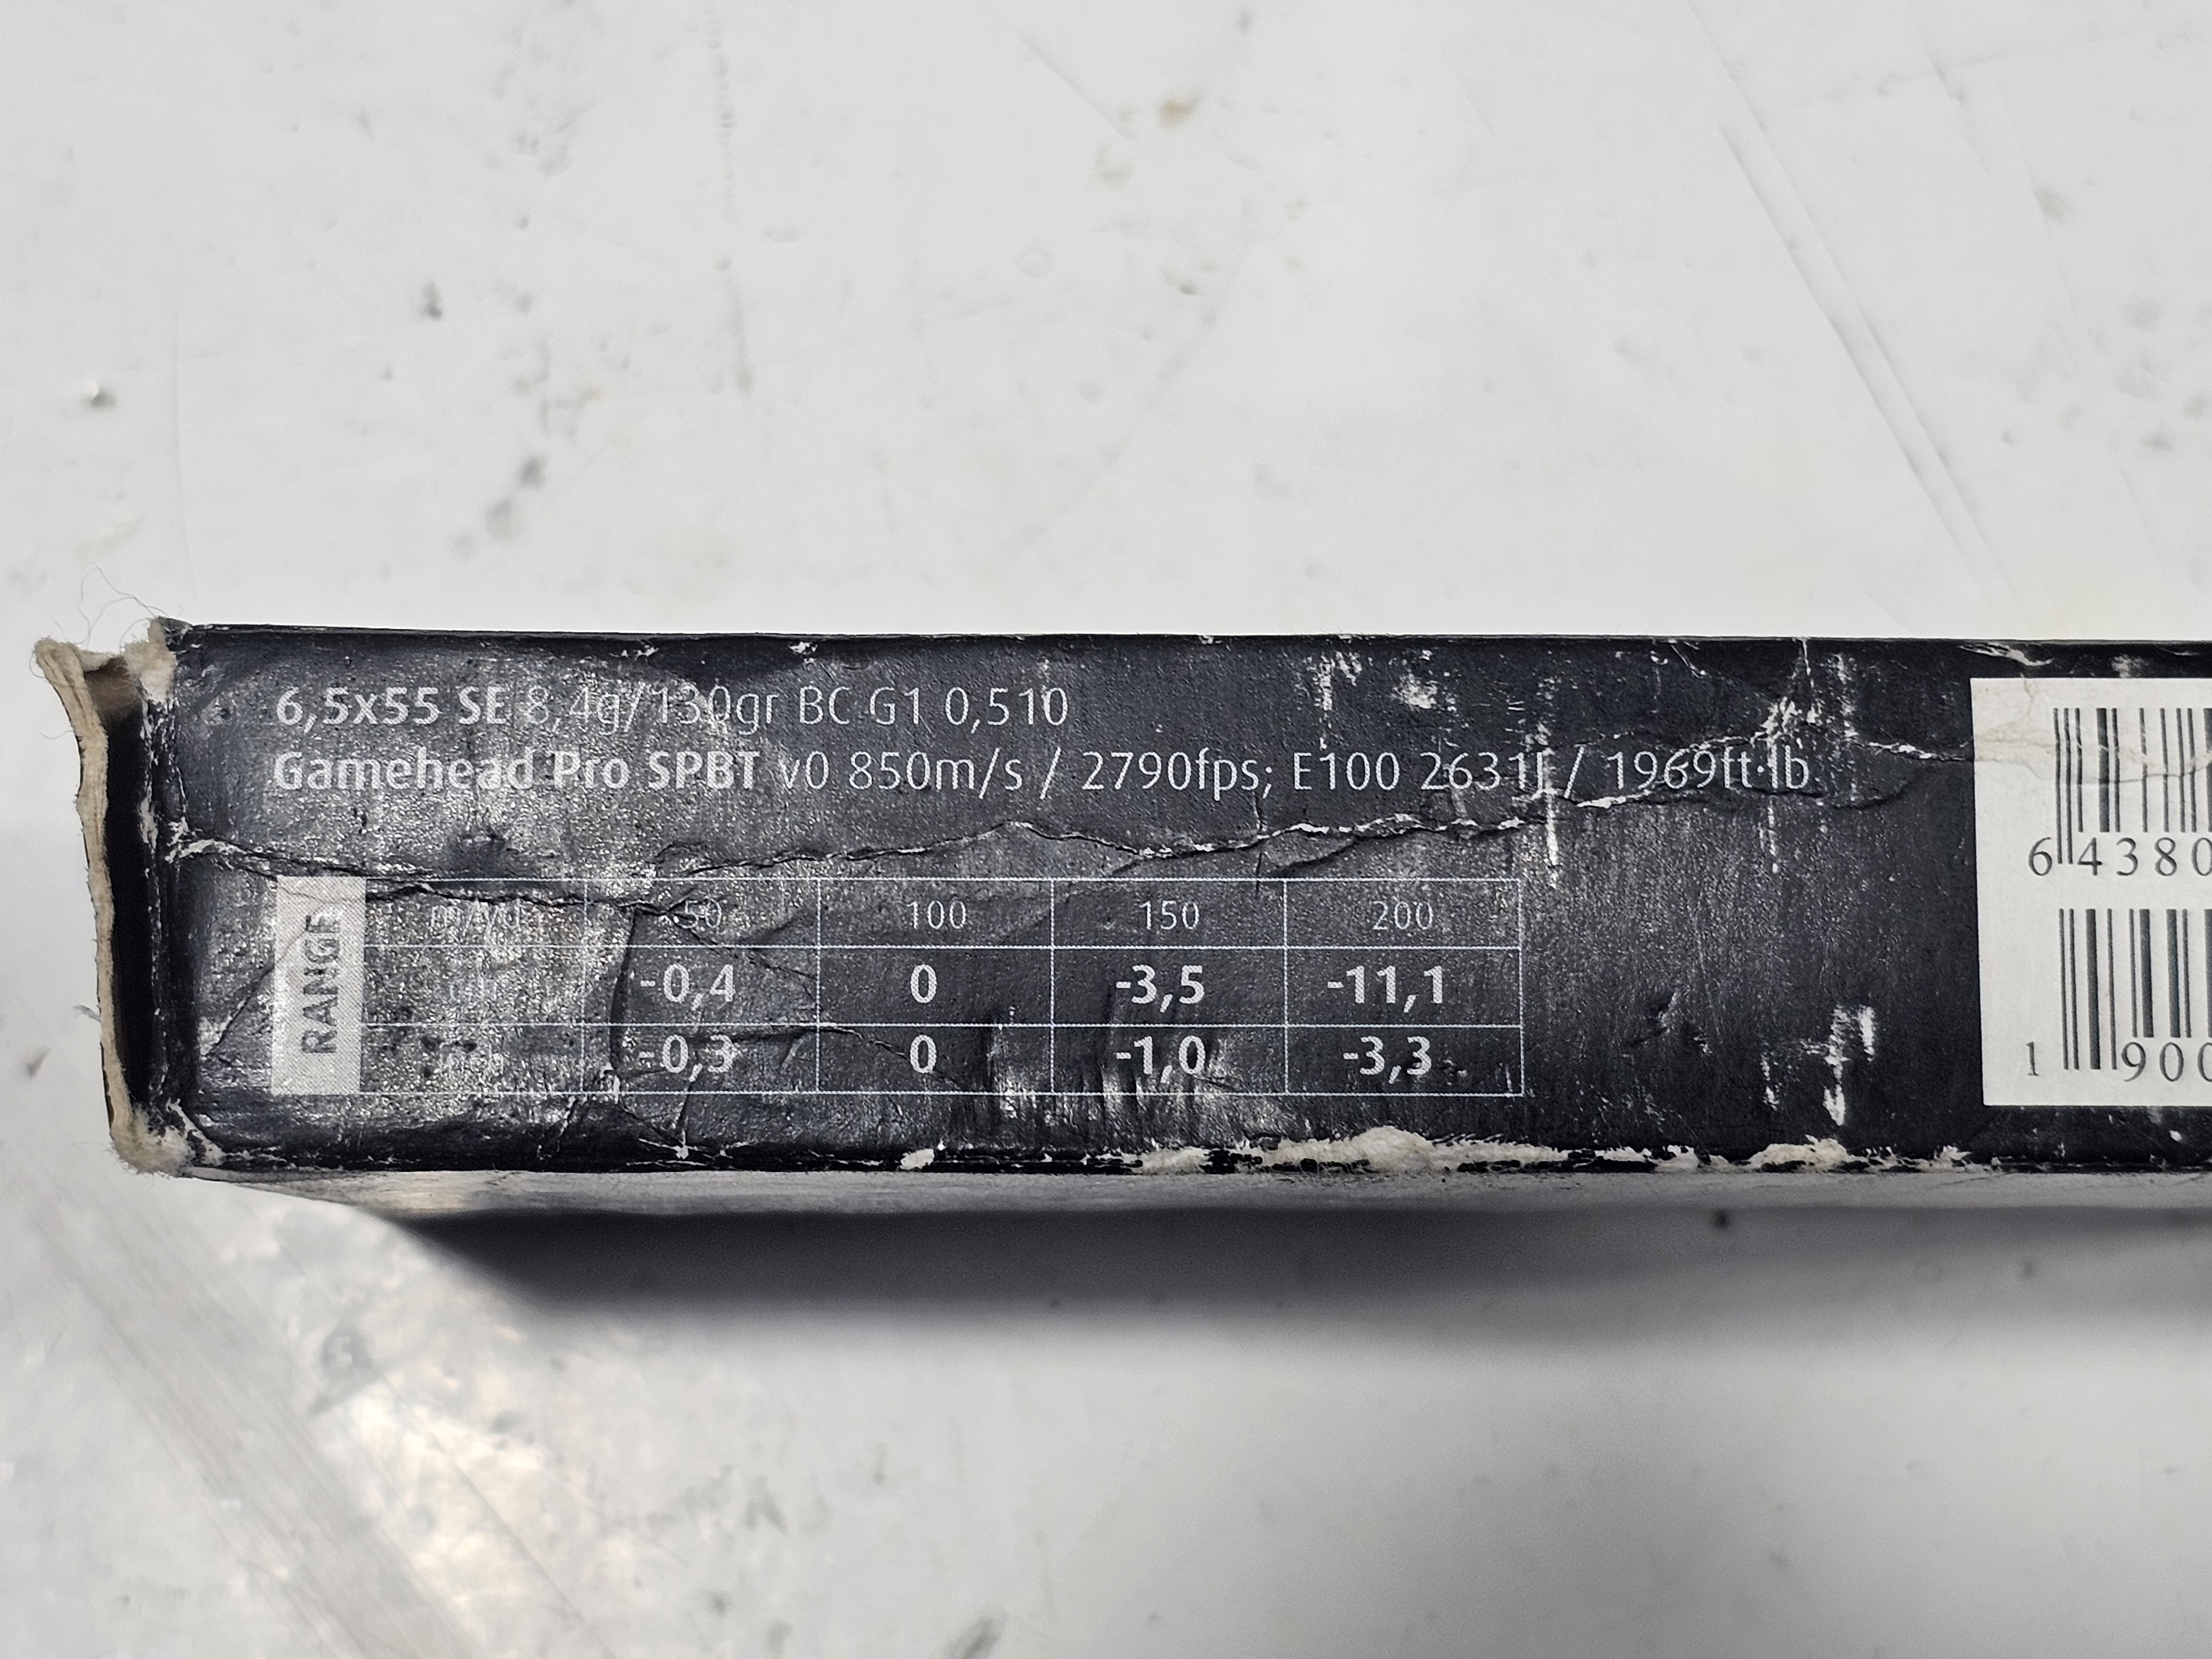 6,5x55 SE 8,4g/130gr BC G1 0,510
Gamehead Pro SPBT v0 850m/s / 2790fps; E100 2631J / 1969ft·lb
RANGE
m/yd 50 100 150 200
-0,4 0 -3,5 -11,1
-0,3 0 -1,0 -3,3
6 4380
1 900